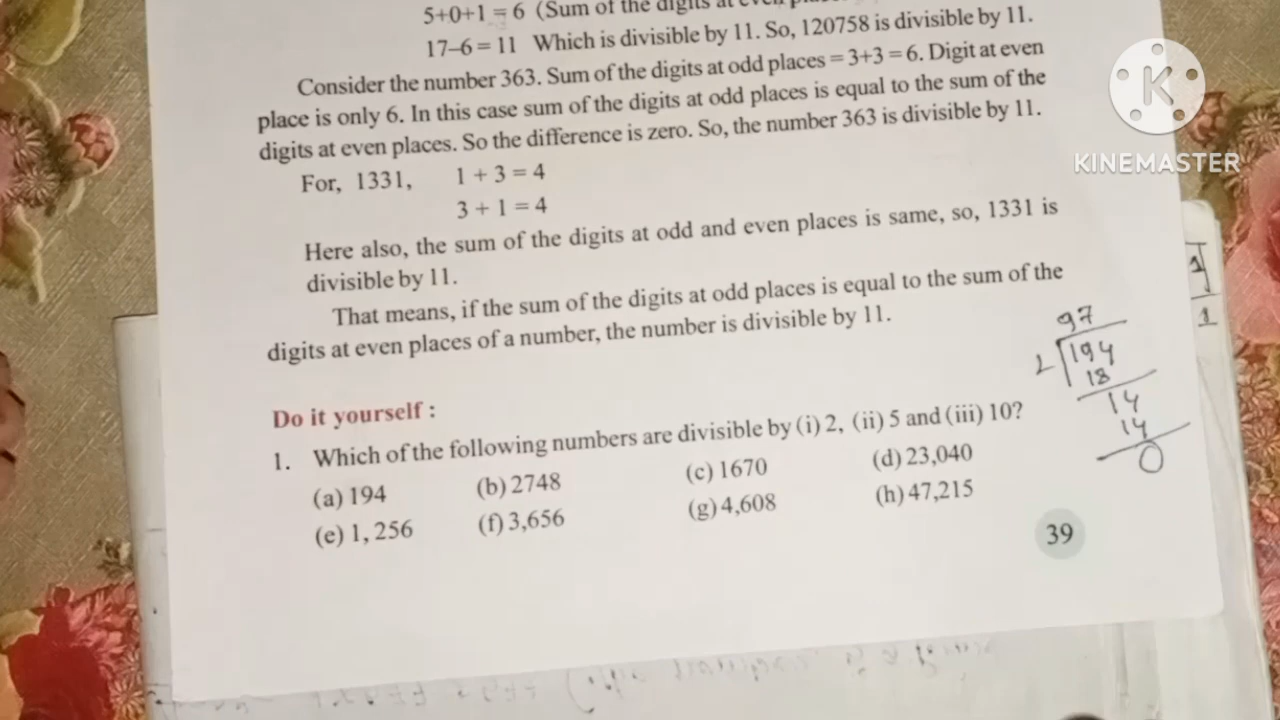 5+0+1 = 6 (Sum of the digits at even
17–6 = 11 Which is divisible by 11. So, 120758 is divisible by 11.
Consider the number 363. Sum of the digits at odd places = 3+3 = 6. Digit at even
place is only 6. In this case sum of the digits at odd places is equal to the sum of the
digits at even places. So the difference is zero. So, the number 363 is divisible by 11.
For, 1331, 1 + 3 = 4
3 + 1 = 4
Here also, the sum of the digits at odd and even places is same, so, 1331 is
divisible by 11.
That means, if the sum of the digits at odd places is equal to the sum of the
digits at even places of a number, the number is divisible by 11.
Do it yourself :
1. Which of the following numbers are divisible by (i) 2, (ii) 5 and (iii) 10?
(a) 194 (b) 2748 (c) 1670 (d) 23,040
(e) 1, 256 (f) 3,656 (g) 4,608 (h) 47,215
39
97
2 194
18
14
14
0
1
1
K
KINEMASTER